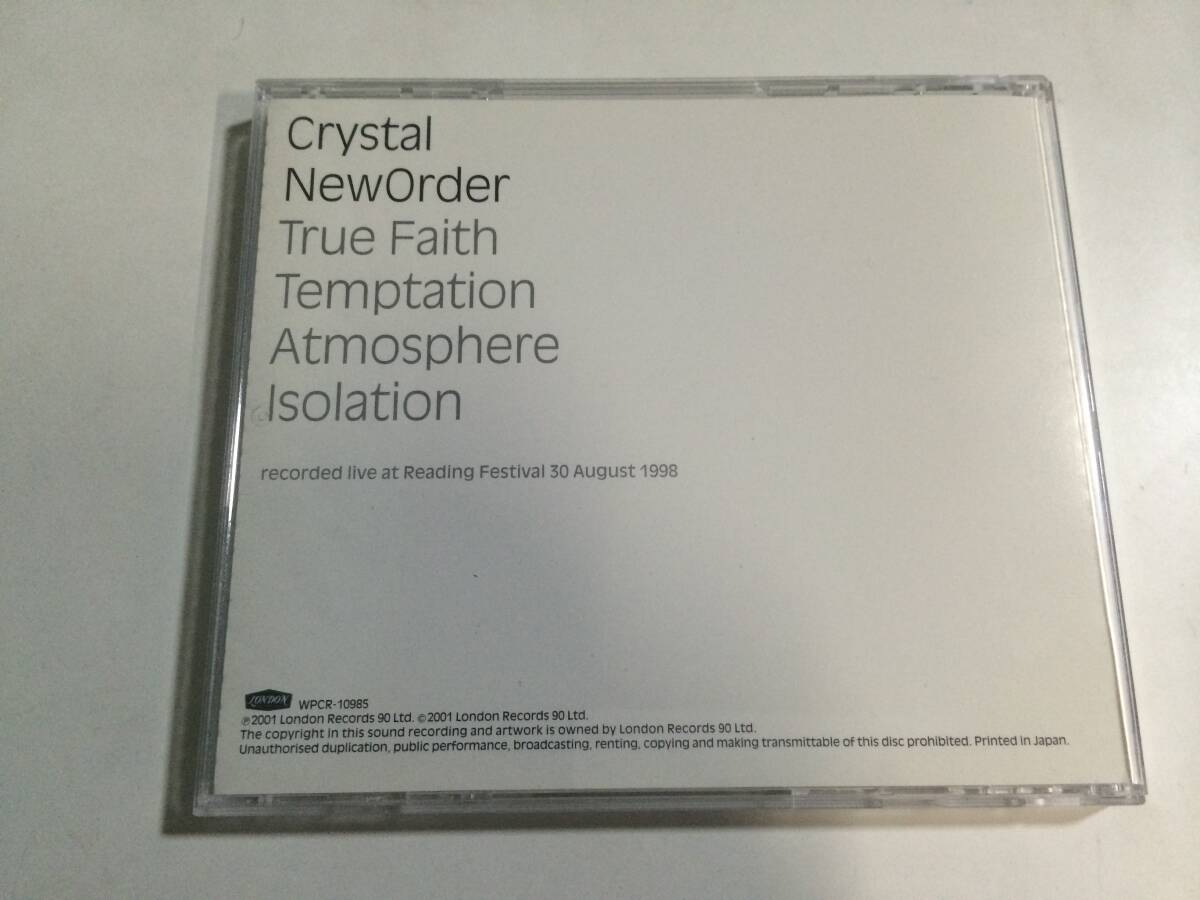 Crystal
NewOrder
True Faith
Temptation
Atmosphere
Isolation
recorded live at Reading Festival 30 August 1998
LONDON WPCR-10985
℗2001 London Records 90 Ltd. ©2001 London Records 90 Ltd.
The copyright in this sound recording and artwork is owned by London Records 90 Ltd.
Unauthorised duplication, public performance, broadcasting, renting, copying and making transmittable of this disc prohibited. Printed in Japan.